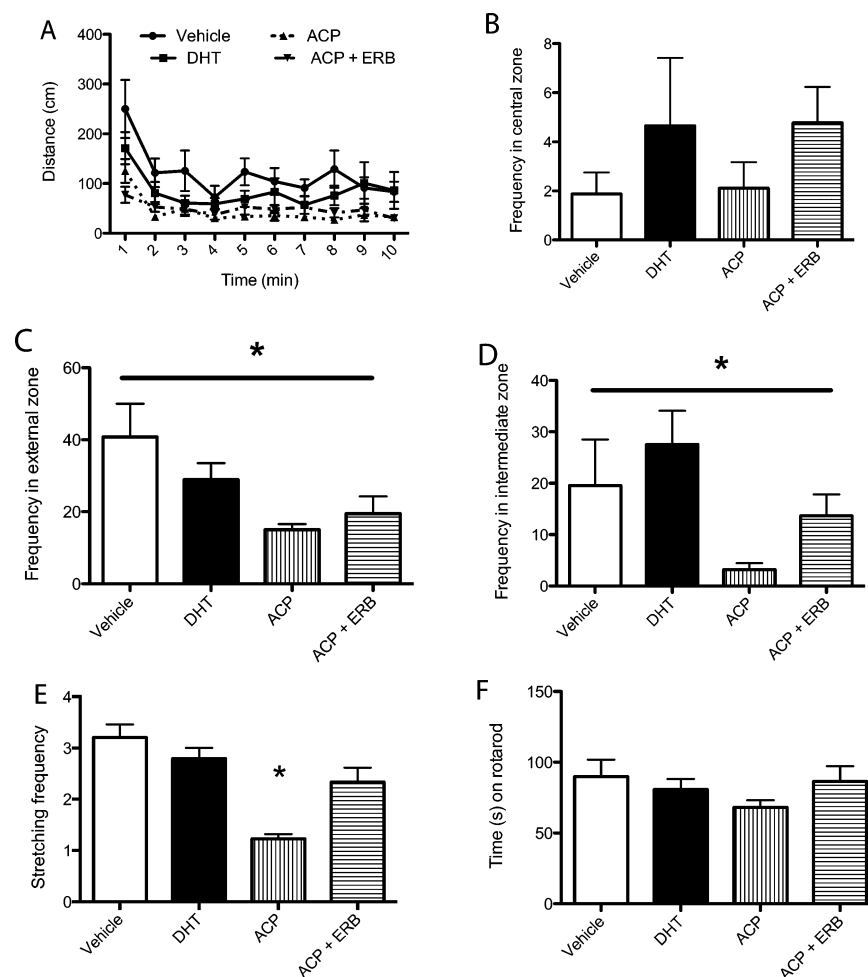 A
Vehicle
ACP
DHT
ACP + ERB
Distance (cm)
400
300
200
100
0
1 2 3 4 5 6 7 8 9 10
Time (min)
B
Frequency in central zone
8
6
4
2
0
Vehicle DHT ACP ACP + ERB
C
*
Frequency in external zone
60
40
20
0
Vehicle DHT ACP ACP + ERB
D
*
Frequency in intermediate zone
40
30
20
10
0
Vehicle DHT ACP ACP + ERB
E
Stretching frequency
4
3
2
1
0
*
Vehicle DHT ACP ACP + ERB
F
Time (s) on rotarod
150
100
50
0
Vehicle DHT ACP ACP + ERB